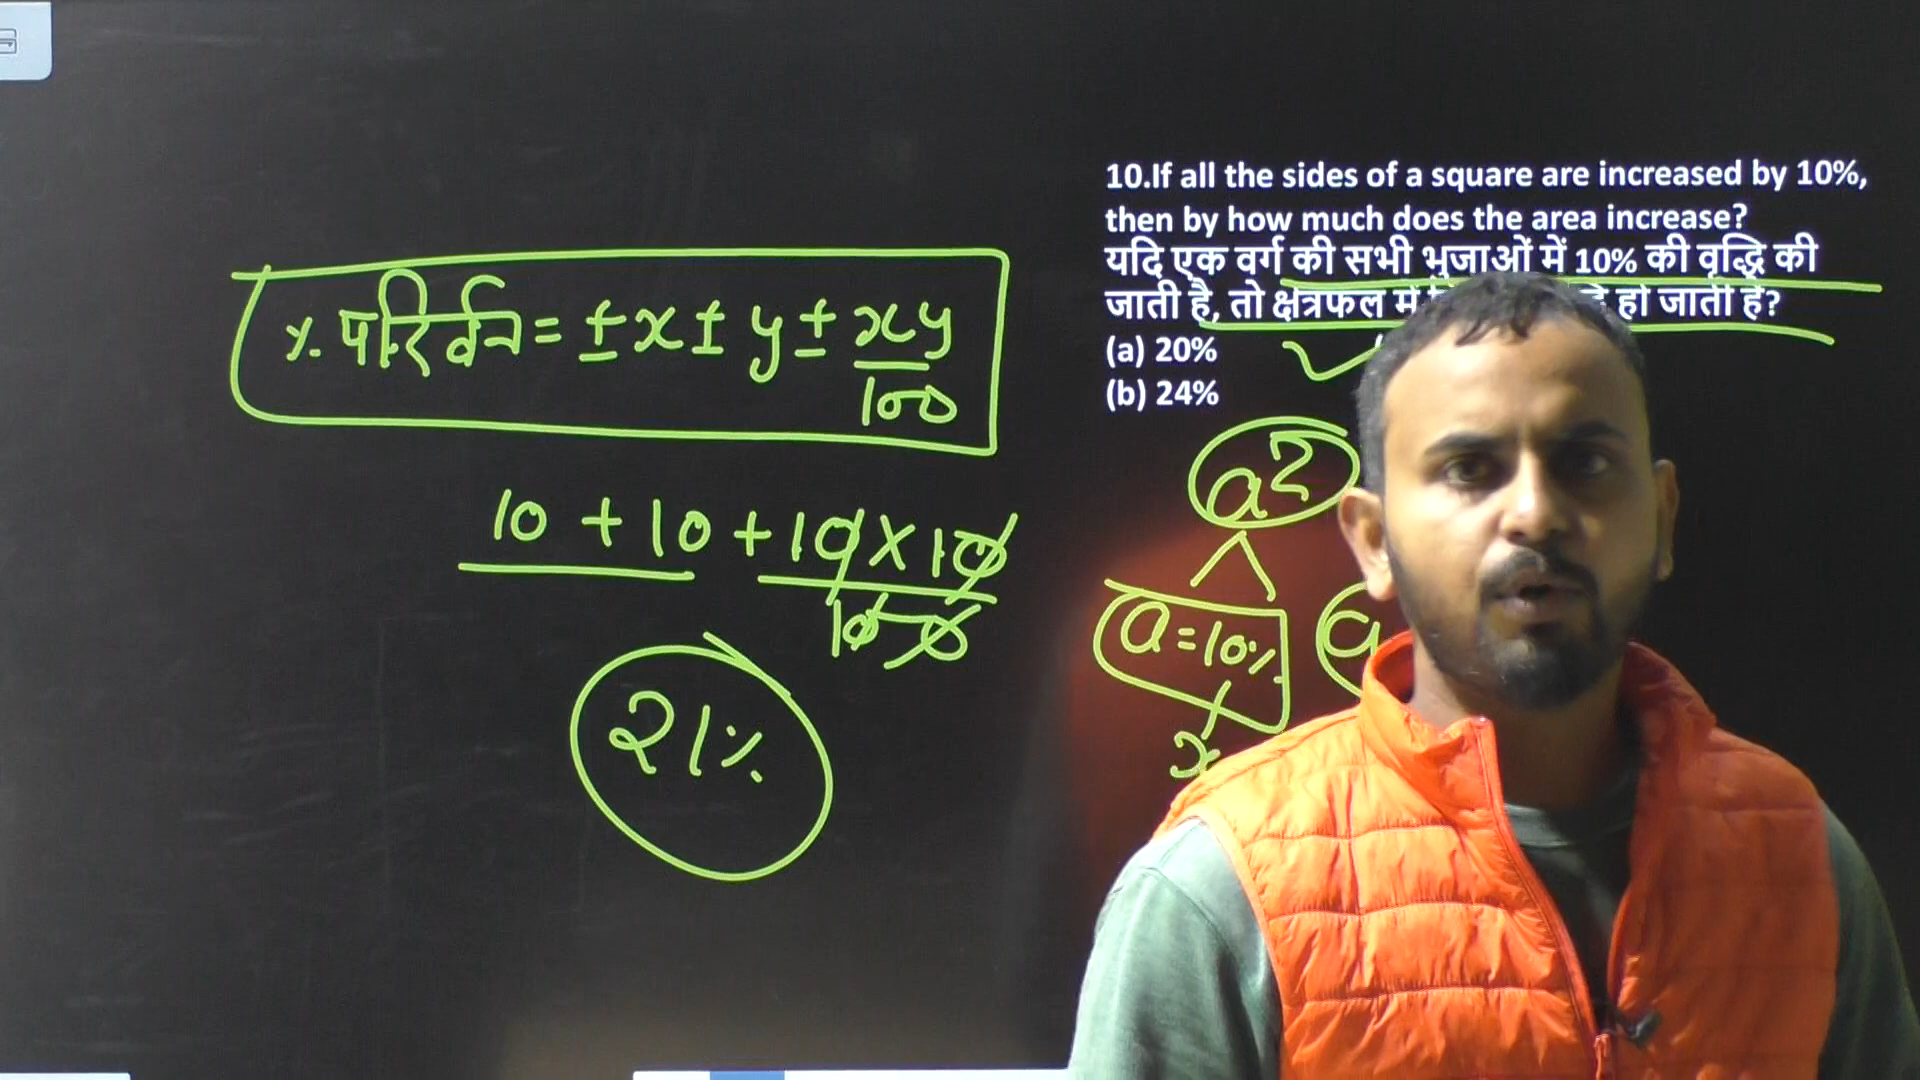 10.If all the sides of a square are increased by 10%,
then by how much does the area increase?
यदि एक वर्ग की सभी भुजाओं में 10% की वृद्धि की
जाती है, तो क्षेत्रफल में हो जाती है?
(a) 20%
(b) 24%
% परिर्वतन = ± x ± y ± xy/100
10 + 10 + 10 X 10
100
21%
a²
a = 10%
a
x